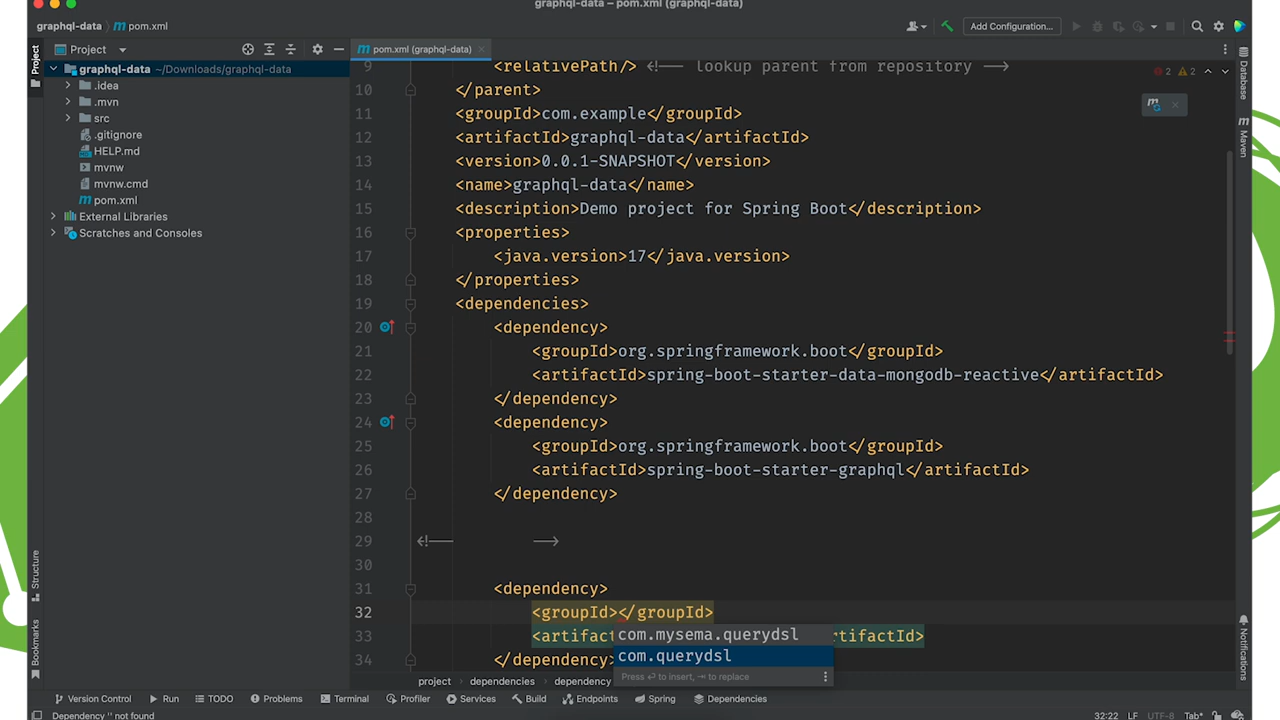 graphql-data – pom.xml (graphql-data)
graphql-data 〉 m pom.xml
Add Configuration...
Project
pom.xml (graphql-data)
graphql-data ~/Downloads/graphql-data
.idea
.mvn
src
.gitignore
HELP.md
mvnw
mvnw.cmd
pom.xml
External Libraries
Scratches and Consoles
Project
Structure
Bookmarks
2 2
9 <relativePath/> <!-- lookup parent from repository -->
10 </parent>
11 <groupId>com.example</groupId>
12 <artifactId>graphql-data</artifactId>
13 <version>0.0.1-SNAPSHOT</version>
14 <name>graphql-data</name>
15 <description>Demo project for Spring Boot</description>
16 <properties>
17 <java.version>17</java.version>
18 </properties>
19 <dependencies>
20 <dependency>
21 <groupId>org.springframework.boot</groupId>
22 <artifactId>spring-boot-starter-data-mongodb-reactive</artifactId>
23 </dependency>
24 <dependency>
25 <groupId>org.springframework.boot</groupId>
26 <artifactId>spring-boot-starter-graphql</artifactId>
27 </dependency>
28
29 <!-- -->
30
31 <dependency>
32 <groupId></groupId>
33 <artifact rtifactId>
34 </dependency>
com.mysema.querydsl
com.querydsl
Press ↩ to insert, ⇥ to replace
project 〉 dependencies 〉 dependency
Database
m Maven
Notifications
Version Control Run TODO Problems Terminal Profiler Services Build Endpoints Spring Dependencies
Dependency '' not found
32:22 LF UTF-8 Tab*